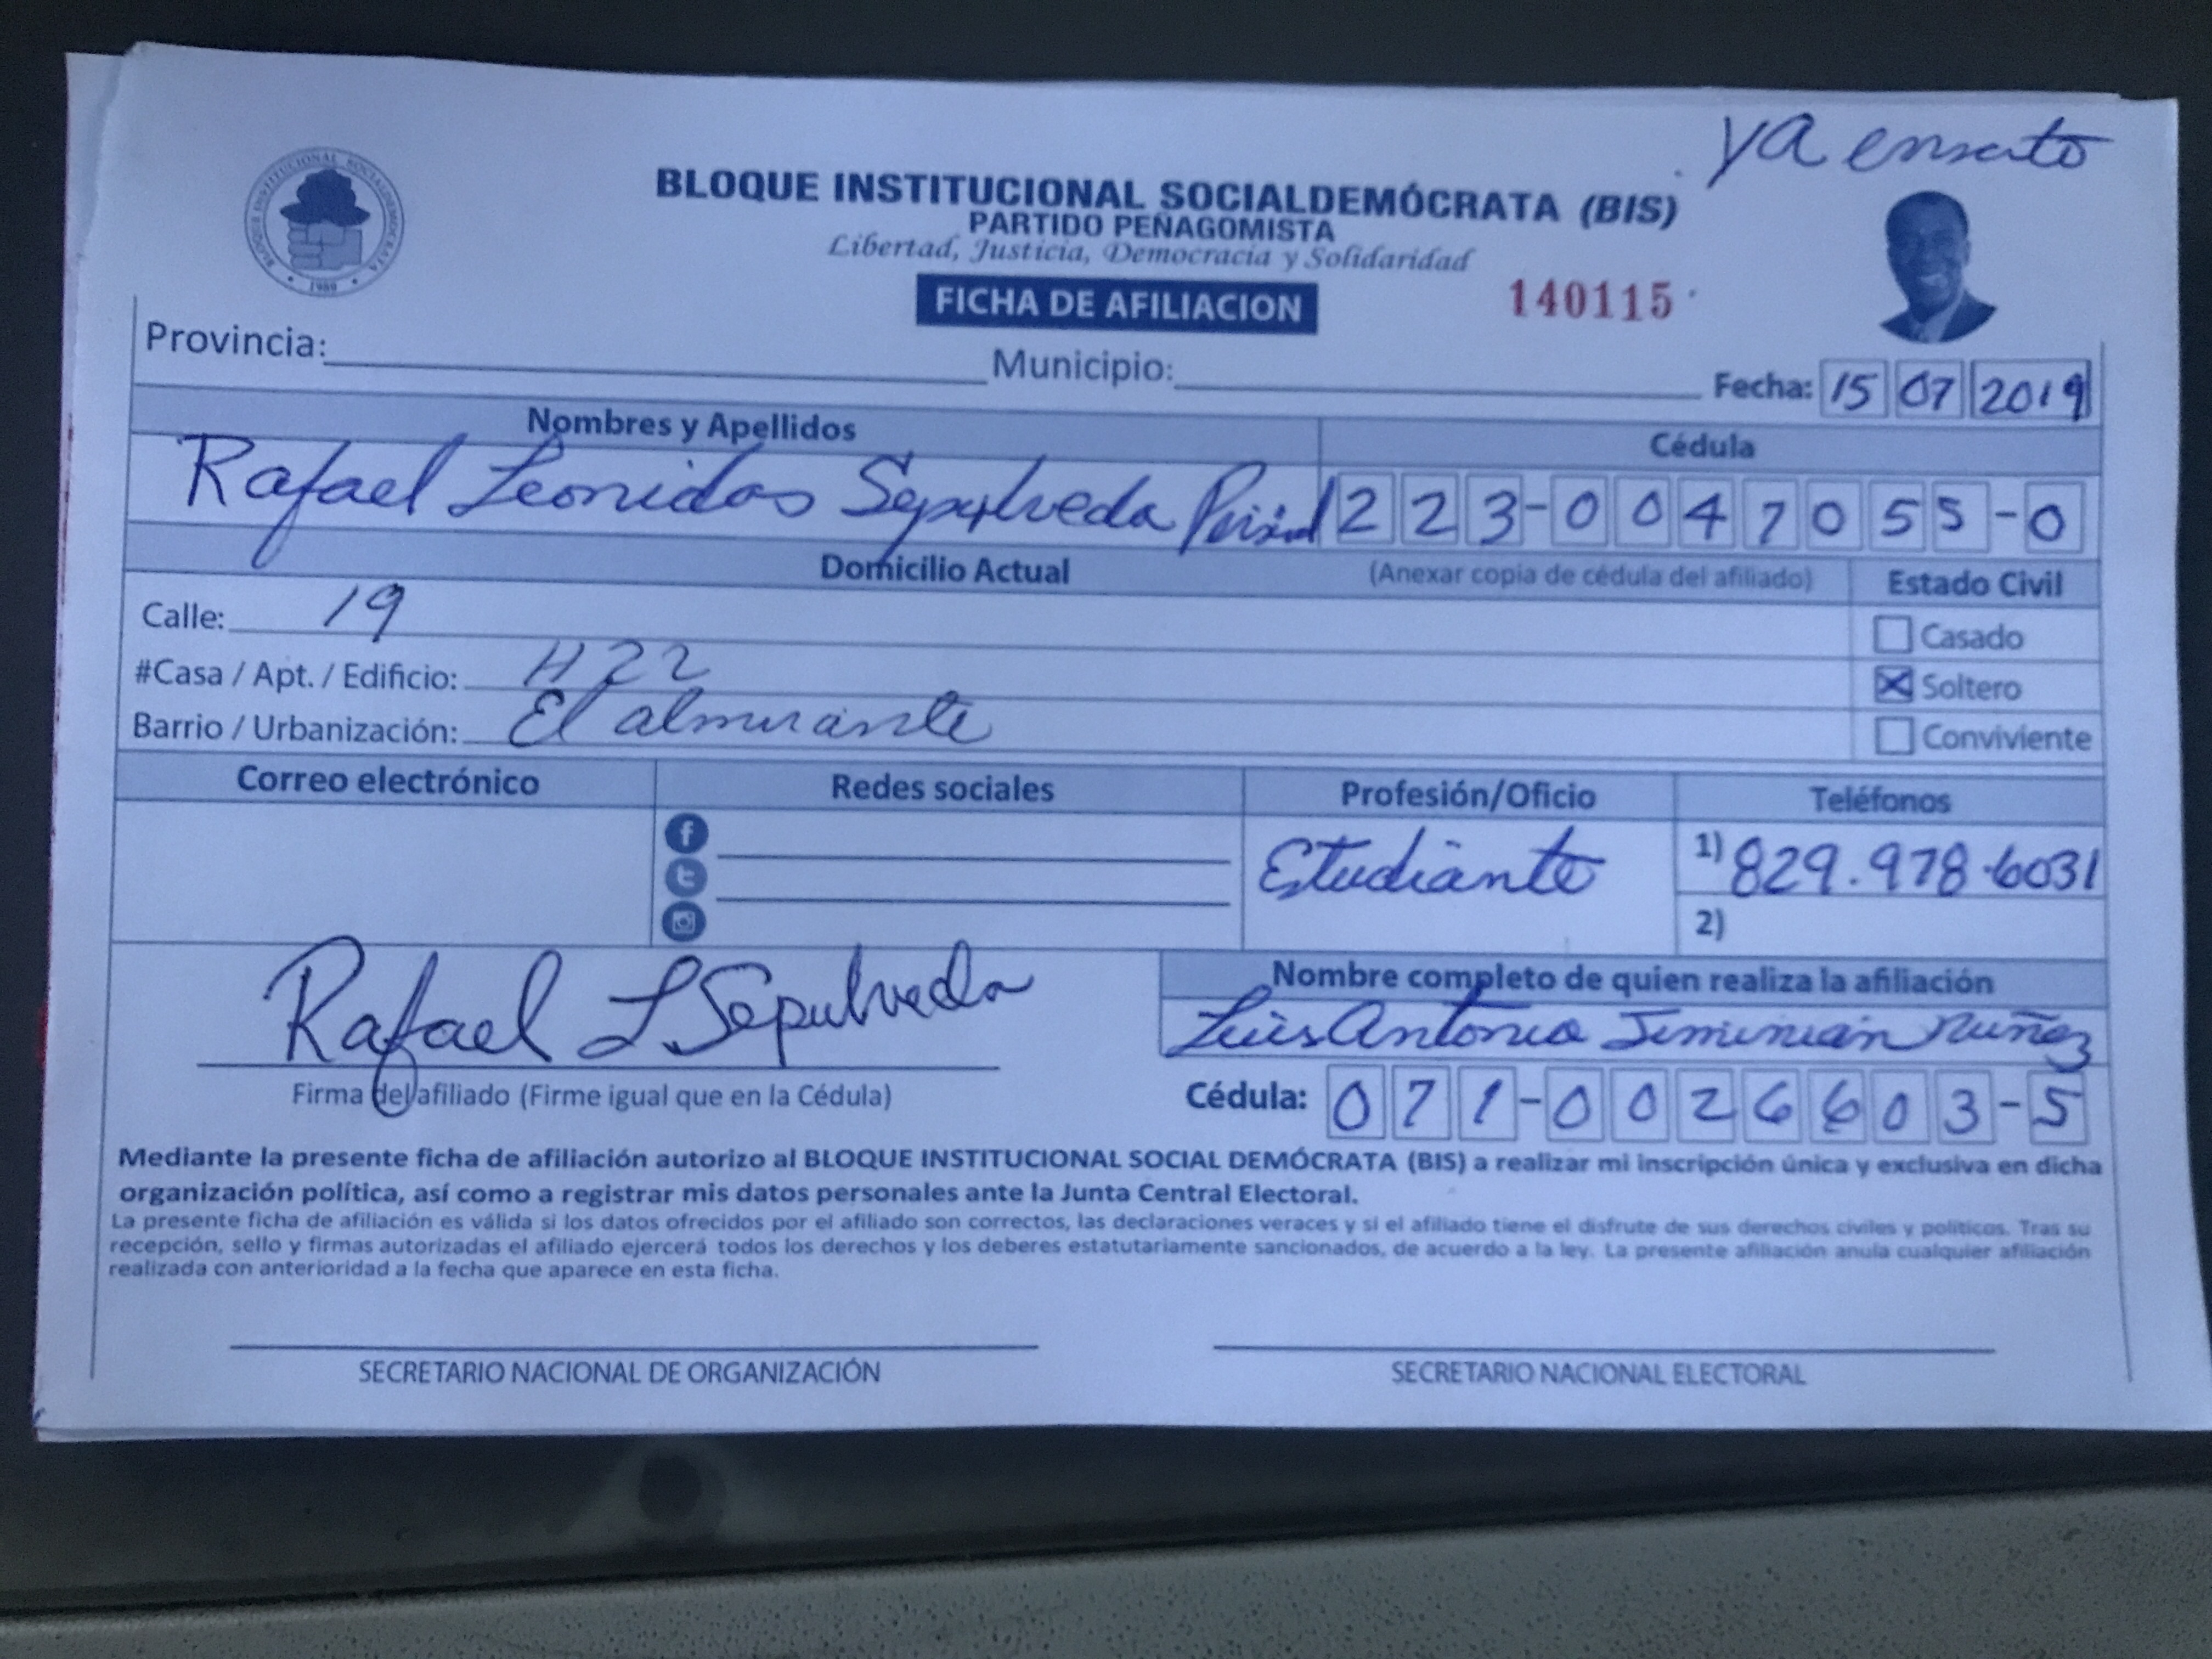 ya enscrito
BLOQUE INSTITUCIONAL SOCIALDEMÓCRATA (BIS)
PARTIDO PEÑAGOMISTA
Libertad, Justicia, Democracia y Solidaridad
BLOQUE INSTITUCIONAL SOCIALDEMOCRATA
1989
FICHA DE AFILIACION 140115
Provincia: Municipio: Fecha: 15 07 2019
Nombres y Apellidos Cédula
Rafael Leonidas Sepulveda 223-0047055-0
Domicilio Actual (Anexar copia de cédula del afiliado) Estado Civil
Calle: 19 Casado
#Casa / Apt. / Edificio: H 22 Soltero
Barrio / Urbanización: El almirante Conviviente
Correo electrónico Redes sociales Profesión/Oficio Teléfonos
Estudiante 1) 829.978.6031
2)
Rafael L Sepulveda
Firma del afiliado (Firme igual que en la Cédula)
Nombre completo de quien realiza la afiliación
Luis Antonio Jiminian Nuñez
Cédula: 071-0026603-5
Mediante la presente ficha de afiliación autorizo al BLOQUE INSTITUCIONAL SOCIAL DEMÓCRATA (BIS) a realizar mi inscripción única y exclusiva en dicha
organización política, así como a registrar mis datos personales ante la Junta Central Electoral.
La presente ficha de afiliación es válida si los datos ofrecidos por el afiliado son correctos, las declaraciones veraces y si el afiliado tiene el disfrute de sus derechos civiles y políticos. Tras su
recepción, sello y firmas autorizadas el afiliado ejercerá todos los derechos y los deberes estatutariamente sancionados, de acuerdo a la ley. La presente afiliación anula cualquier afiliación
realizada con anterioridad a la fecha que aparece en esta ficha.
SECRETARIO NACIONAL DE ORGANIZACIÓN SECRETARIO NACIONAL ELECTORAL